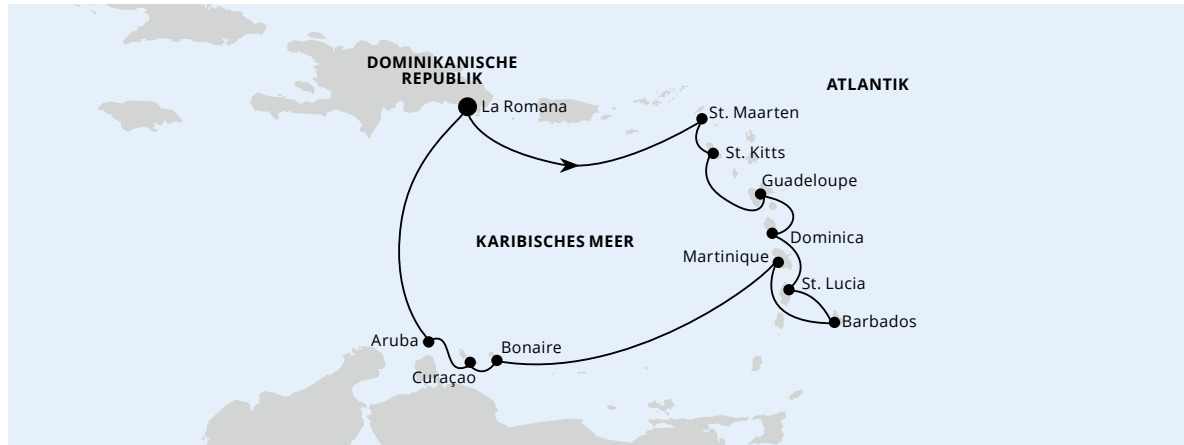 DOMINIKANISCHE
REPUBLIK
ATLANTIK
La Romana
St. Maarten
St. Kitts
Guadeloupe
Dominica
KARIBISCHES MEER
Martinique
St. Lucia
Barbados
Aruba
Bonaire
Curaçao